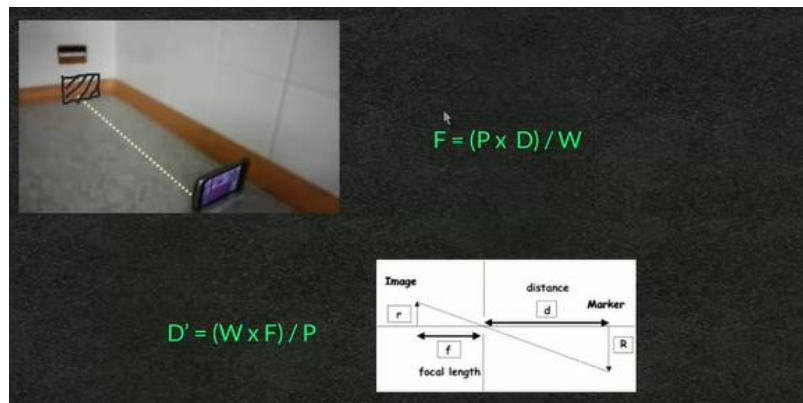 F = (P x D) / W
D' = (W x F) / P
Image
distance
r
d
Marker
f
R
focal length